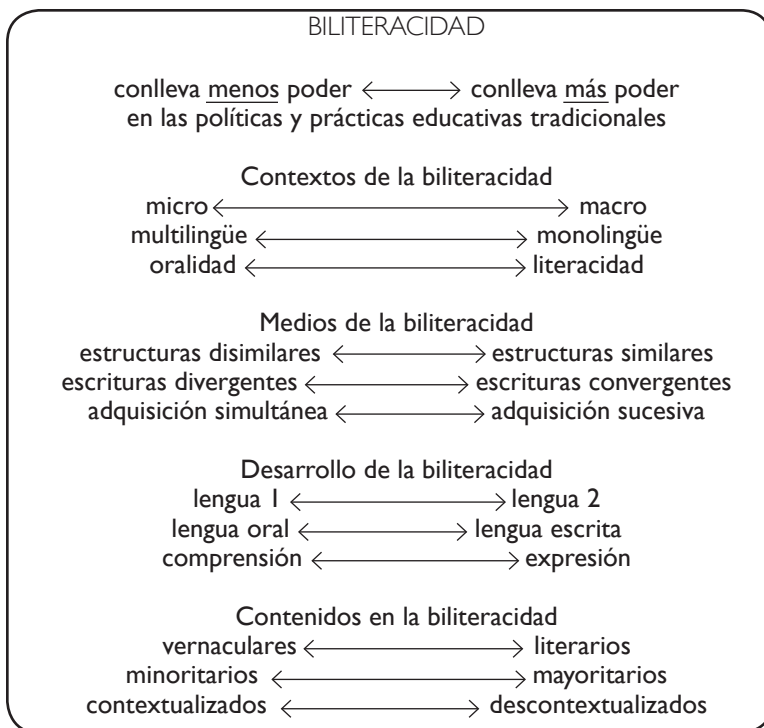 BILITERACIDAD
conlleva menos poder ⟷ conlleva más poder
en las políticas y prácticas educativas tradicionales
Contextos de la biliteracidad
micro ⟷ macro
multilingüe ⟷ monolingüe
oralidad ⟷ literacidad
Medios de la biliteracidad
estructuras disimilares ⟷ estructuras similares
escrituras divergentes ⟷ escrituras convergentes
adquisición simultánea ⟷ adquisición sucesiva
Desarrollo de la biliteracidad
lengua 1 ⟷ lengua 2
lengua oral ⟷ lengua escrita
comprensión ⟷ expresión
Contenidos en la biliteracidad
vernaculares ⟷ literarios
minoritarios ⟷ mayoritarios
contextualizados ⟷ descontextualizados